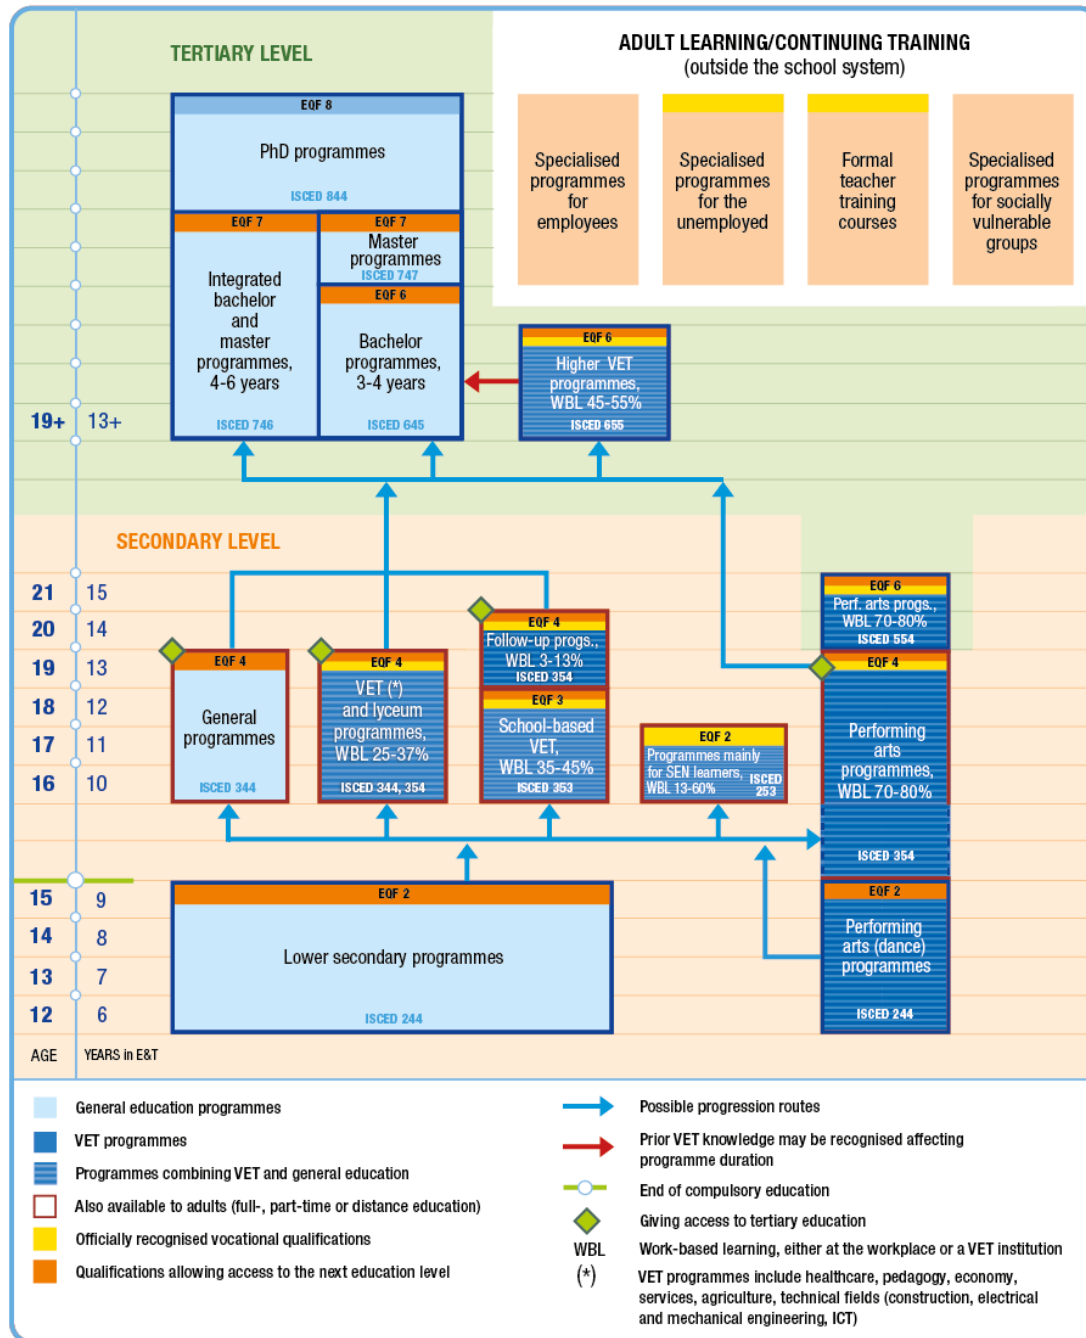 TERTIARY LEVEL
ADULT LEARNING/CONTINUING TRAINING
(outside the school system)
Specialised
programmes
for
employees
Specialised
programmes
for the
unemployed
Formal
teacher
training
courses
Specialised
programmes
for socially
vulnerable
groups
EQF 8
PhD programmes
ISCED 844
EQF 7
Integrated
bachelor
and
master
programmes,
4-6 years
ISCED 746
EQF 7
Master
programmes
ISCED 747
EQF 6
Bachelor
programmes,
3-4 years
ISCED 645
EQF 6
Higher VET
programmes,
WBL 45-55%
ISCED 655
19+ 13+
SECONDARY LEVEL
21 15
20 14
19 13
18 12
17 11
16 10
EQF 4
General
programmes
ISCED 344
EQF 4
VET (*)
and lyceum
programmes,
WBL 25-37%
ISCED 344, 354
EQF 4
Follow-up progs.,
WBL 3-13%
ISCED 354
EQF 3
School-based
VET,
WBL 35-45%
ISCED 353
EQF 2
Programmes mainly
for SEN learners,
WBL 13-60%
ISCED
253
EQF 6
Perf. arts progs.,
WBL 70-80%
ISCED 554
EQF 4
Performing
arts
programmes,
WBL 70-80%
ISCED 354
EQF 2
Performing
arts (dance)
programmes
ISCED 244
15 9
14 8
13 7
12 6
EQF 2
Lower secondary programmes
ISCED 244
AGE YEARS in E&T
General education programmes
VET programmes
Programmes combining VET and general education
Also available to adults (full-, part-time or distance education)
Officially recognised vocational qualifications
Qualifications allowing access to the next education level
Possible progression routes
Prior VET knowledge may be recognised affecting
programme duration
End of compulsory education
Giving access to tertiary education
WBL Work-based learning, either at the workplace or a VET institution
(*) VET programmes include healthcare, pedagogy, economy,
services, agriculture, technical fields (construction, electrical
and mechanical engineering, ICT)